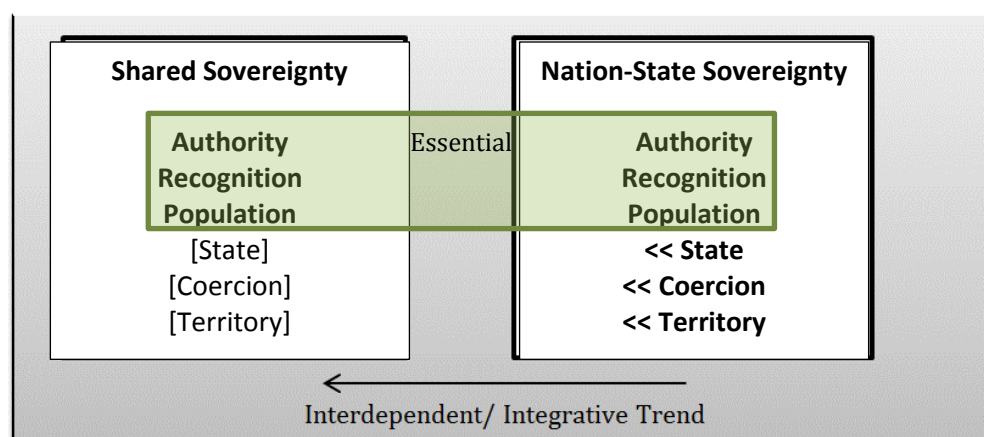 Shared Sovereignty
Authority
Recognition
Population
[State]
[Coercion]
[Territory]
Essential
Nation-State Sovereignty
Authority
Recognition
Population
<< State
<< Coercion
<< Territory
Interdependent/ Integrative Trend